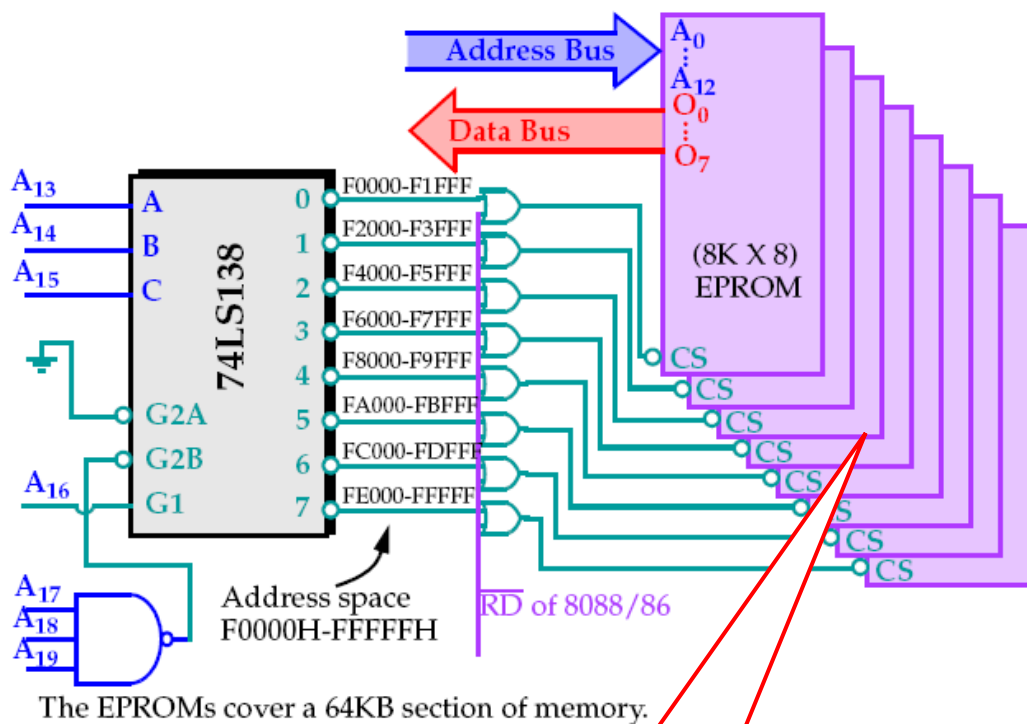 Address Bus
Data Bus
A0
A12
O0
O7
(8K X 8)
EPROM
A13
A14
A15
A
B
C
74LS138
0
1
2
3
4
5
6
7
F0000-F1FFF
F2000-F3FFF
F4000-F5FFF
F6000-F7FFF
F8000-F9FFF
FA000-FBFFF
FC000-FDFFF
FE000-FFFFF
G2A
G2B
G1
A16
A17
A18
A19
CS
CS
CS
CS
CS
CS
CS
Address space
F0000H-FFFFFH
RD of 8088/86
The EPROMs cover a 64KB section of memory.